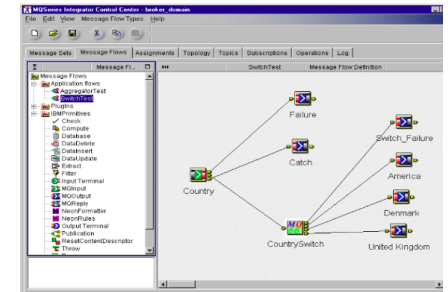 MQSeries Integrator Control Center - broker_domain
File Edit View Message Flow Types Help
Message Sets Message Flows Assignments Topology Topics Subscriptions Operations Log
Message Fl... SwitchTest Message Flow Definition
Message Flows
Application flows
AggregatorTest
SwitchTest
Plugins
IBMPrimitives
Check
Compute
Database
DataDelete
DataInsert
DataUpdate
Extract
Filter
Input Terminal
MQInput
MQOutput
MQReply
NeonFormatter
NeonRules
Output Terminal
Publication
ResetContentDescriptor
Throw
Failure
Switch_Failure
Catch
America
Country
Denmark
CountrySwitch
United Kingdom